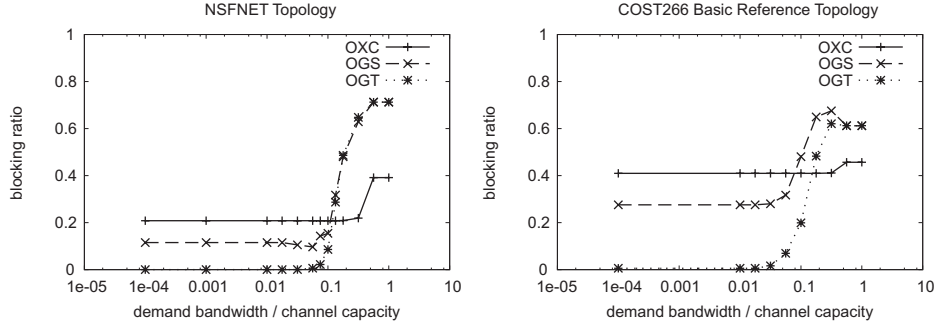 NSFNET Topology
blocking ratio
1
0.8
0.6
0.4
0.2
0
OXC
OGS
OGT
1e-05 0.0001 0.001 0.01 0.1 1 10
demand bandwidth / channel capacity
COST266 Basic Reference Topology
blocking ratio
1
0.8
0.6
0.4
0.2
0
OXC
OGS
OGT
1e-05 0.0001 0.001 0.01 0.1 1 10
demand bandwidth / channel capacity